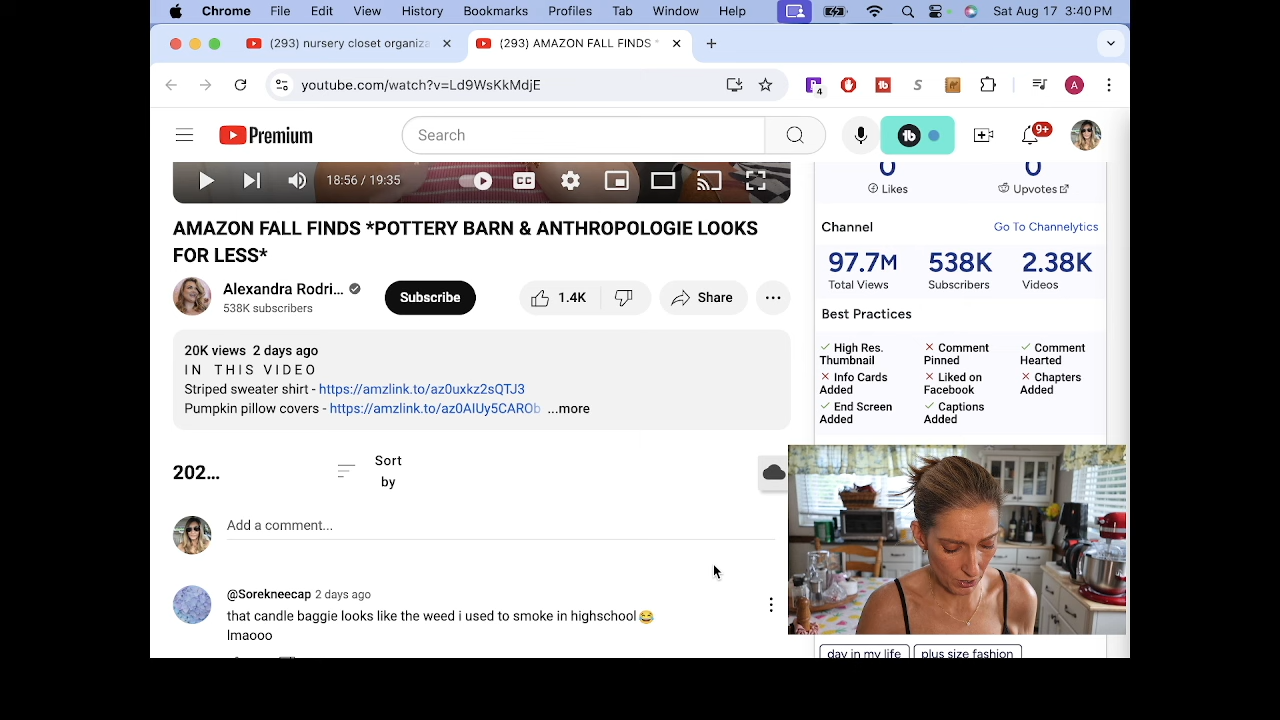 Chrome File Edit View History Bookmarks Profiles Tab Window Help Sat Aug 17 3:40 PM
(293) nursery closet organiza
(293) AMAZON FALL FINDS *
youtube.com/watch?v=Ld9WsKkMdjE
4
A
Premium
Search
9+
18:56 / 19:35
CC
0 0
Likes Upvotes
AMAZON FALL FINDS *POTTERY BARN & ANTHROPOLOGIE LOOKS
FOR LESS*
Alexandra Rodri...
538K subscribers
Subscribe
1.4K
Share
20K views 2 days ago
IN THIS VIDEO
Striped sweater shirt - https://amzlink.to/az0uxkz2sQTJ3
Pumpkin pillow covers - https://amzlink.to/az0AIUy5CAROb ...more
Channel Go To Channelytics
97.7M 538K 2.38K
Total Views Subscribers Videos
Best Practices
High Res. Comment Comment
Thumbnail Pinned Hearted
Info Cards Liked on Chapters
Added Facebook Added
End Screen Captions
Added Added
202...
Sort
by
Add a comment...
@Sorekneecap 2 days ago
that candle baggie looks like the weed i used to smoke in highschool😂
lmaooo
day in my life plus size fashion